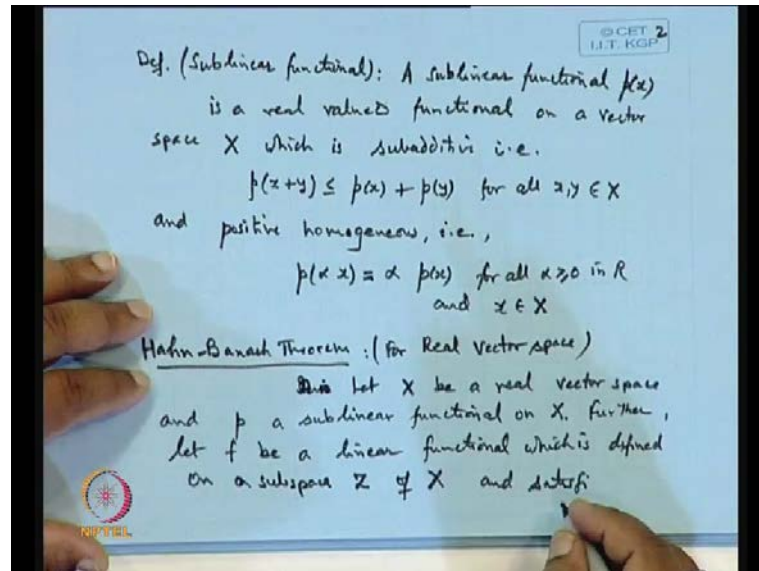 © CET 2
I.I.T. KGP
Def. (Sublinear functional): A sublinear functional p(x)
is a real valued functional on a vector
space X which is subadditive i.e.
p(x+y) ≤ p(x) + p(y) for all x,y ∈ X
and positive homogeneous, i.e.,
p(α x) = α p(x) for all α ≥ 0 in R
and x ∈ X
Hahn-Banach Theorem : (For Real Vector space)
Let X be a real vector space
and p a sublinear functional on X. Further,
let f be a linear functional which is defined
on a subspace Z of X and satisfi
NPTEL